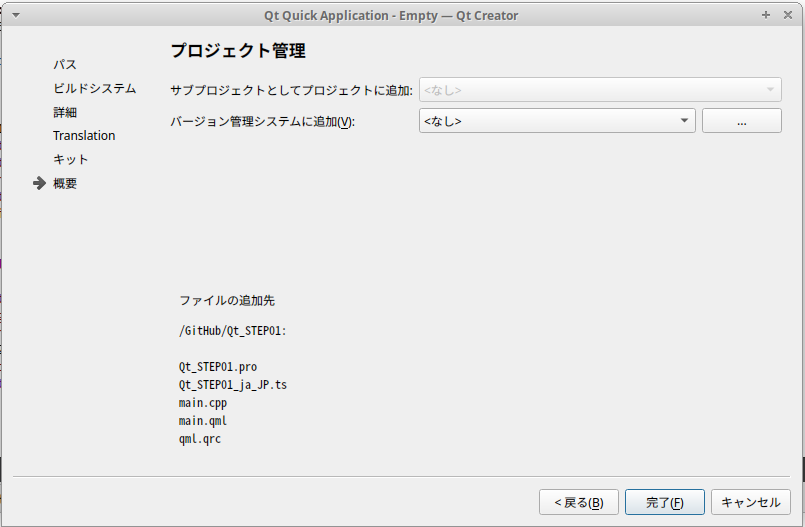 Qt Quick Application - Empty — Qt Creator
プロジェクト管理
パス
ビルドシステム
詳細
Translation
キット
概要
サブプロジェクトとしてプロジェクトに追加: <なし>
バージョン管理システムに追加(V): <なし> ...
ファイルの追加先
/GitHub/Qt_STEP01:
Qt_STEP01.pro
Qt_STEP01_ja_JP.ts
main.cpp
main.qml
qml.qrc
< 戻る(B) 完了(F) キャンセル